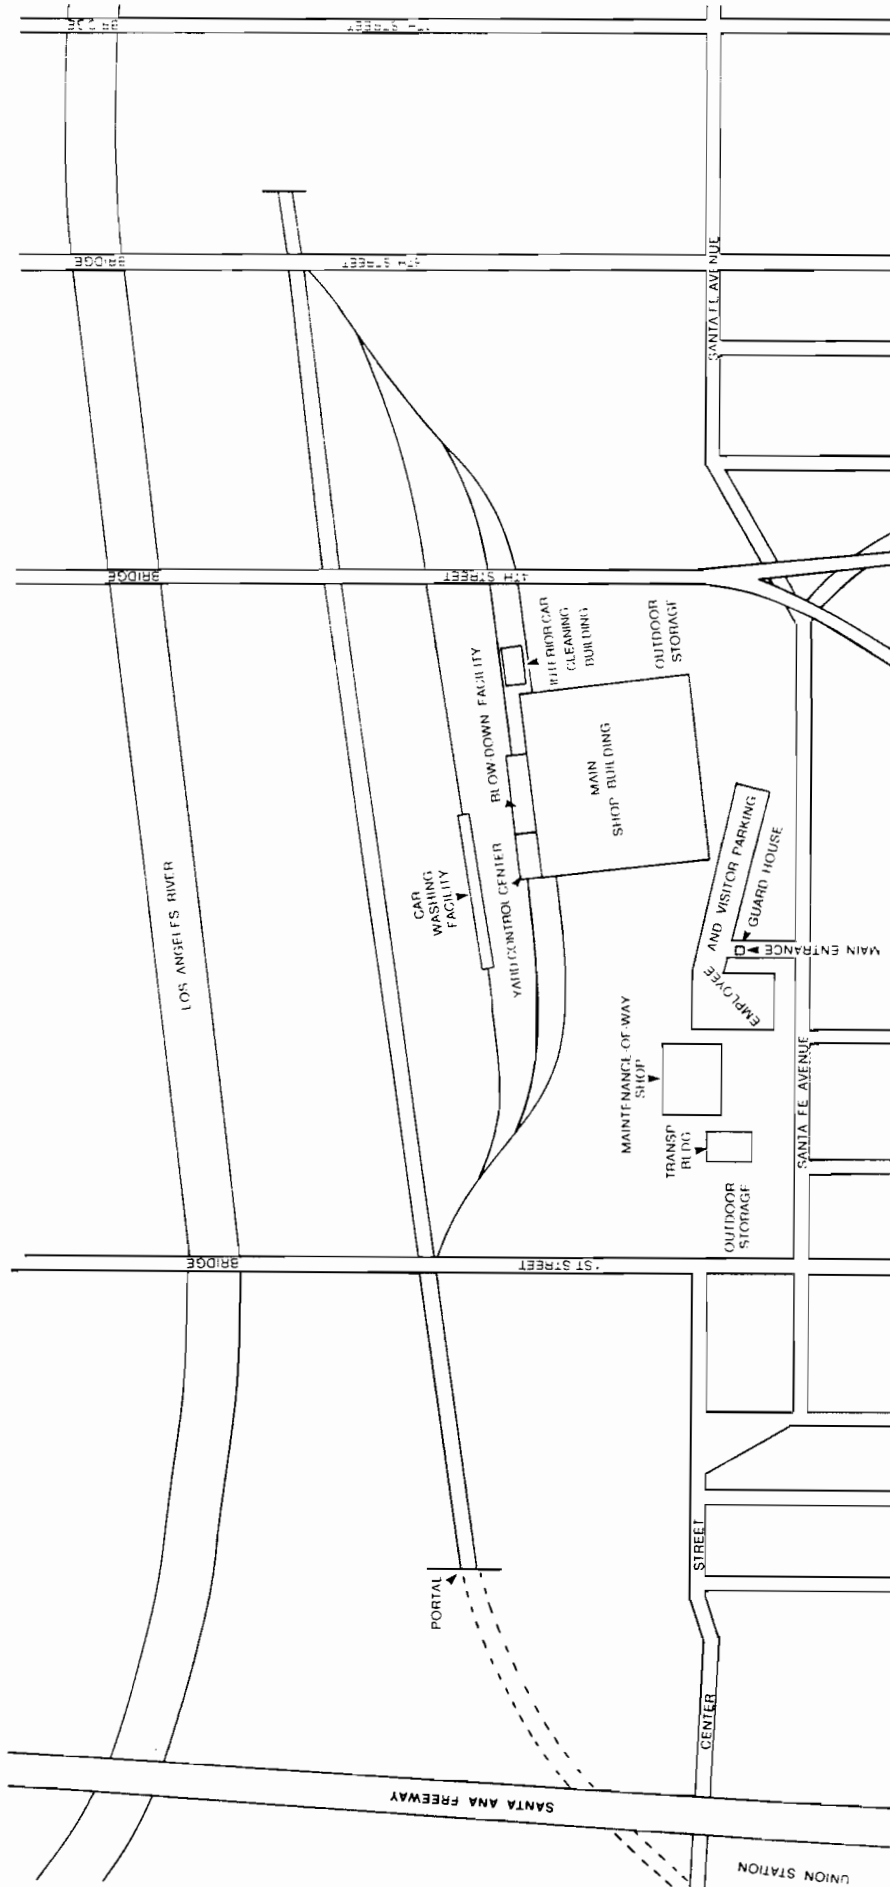 BRIDGE
STREET
BRIDGE
STREET
SANTA FE AVENUE
BRIDGE
4TH STREET
INTERIOR CAR
CLEANING
BUILDING
OUTDOOR
STORAGE
BLOW-DOWN FACILITY
MAIN
SHOP BUILDING
CAR
WASHING
FACILITY
YARD CONTROL CENTER
LOS ANGELES RIVER
EMPLOYEE AND VISITOR PARKING
GUARD HOUSE
MAIN ENTRANCE
MAINTENANCE-OF-WAY
SHOP
TRANSP
BLDG
SANTA FE AVENUE
OUTDOOR
STORAGE
BRIDGE
1ST STREET
PORTAL
CENTER STREET
SANTA ANA FREEWAY
UNION STATION